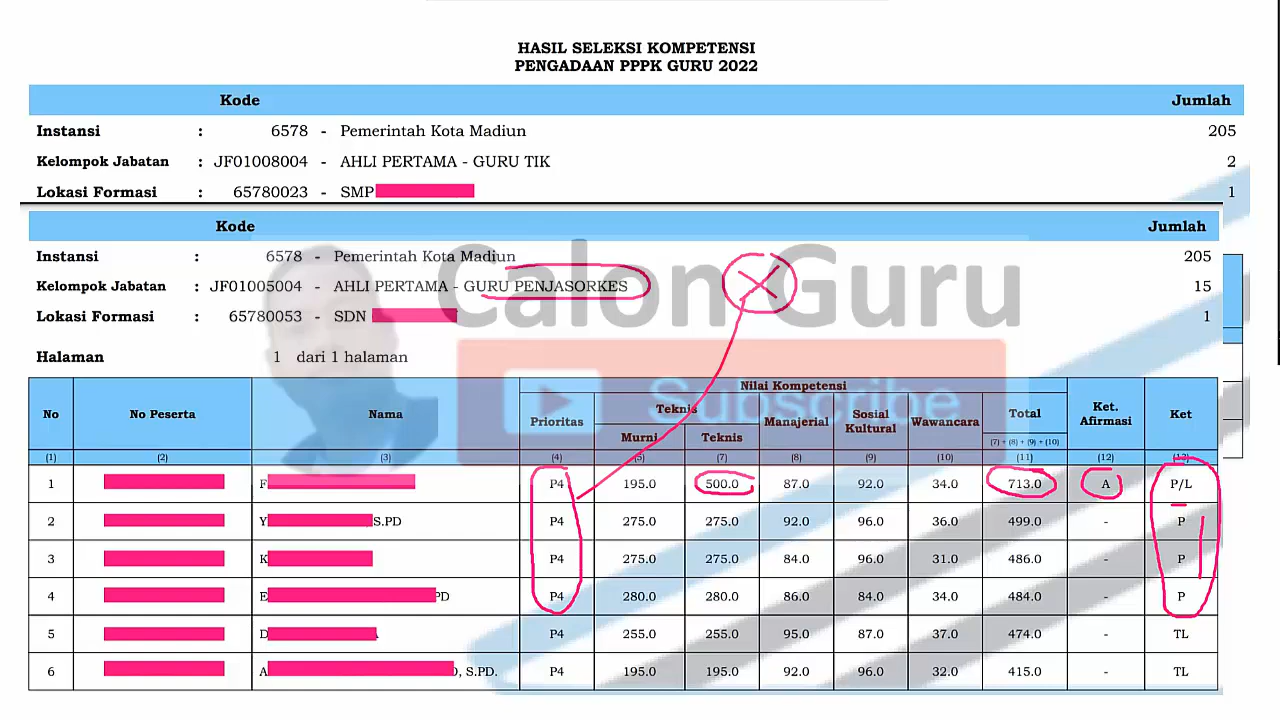 HASIL SELEKSI KOMPETENSI
PENGADAAN PPPK GURU 2022
Kode Jumlah
Instansi : 6578 - Pemerintah Kota Madiun 205
Kelompok Jabatan : JF01008004 - AHLI PERTAMA - GURU TIK 2
Lokasi Formasi : 65780023 - SMP 1
Kode Jumlah
Instansi : 6578 - Pemerintah Kota Madiun 205
Kelompok Jabatan : JF01005004 - AHLI PERTAMA - GURU PENJASORKES 15
Lokasi Formasi : 65780053 - SDN 1
Calon Guru
Halaman 1 dari 1 halaman
Subscribe
Nilai Kompetensi
No No Peserta Nama Prioritas Teknis Manajerial Sosial Kultural Wawancara Total Ket. Afirmasi Ket
Murni Teknis (7) + (8) + (9) + (10)
(1) (2) (3) (4) (5) (7) (8) (9) (10) (11) (12) (13)
1 F P4 195.0 500.0 87.0 92.0 34.0 713.0 A P/L
2 Y S.PD P4 275.0 275.0 92.0 96.0 36.0 499.0 - P
3 K P4 275.0 275.0 84.0 96.0 31.0 486.0 - P
4 E PD P4 280.0 280.0 86.0 84.0 34.0 484.0 - P
5 D P4 255.0 255.0 95.0 87.0 37.0 474.0 - TL
6 A , S.PD. P4 195.0 195.0 92.0 96.0 32.0 415.0 - TL